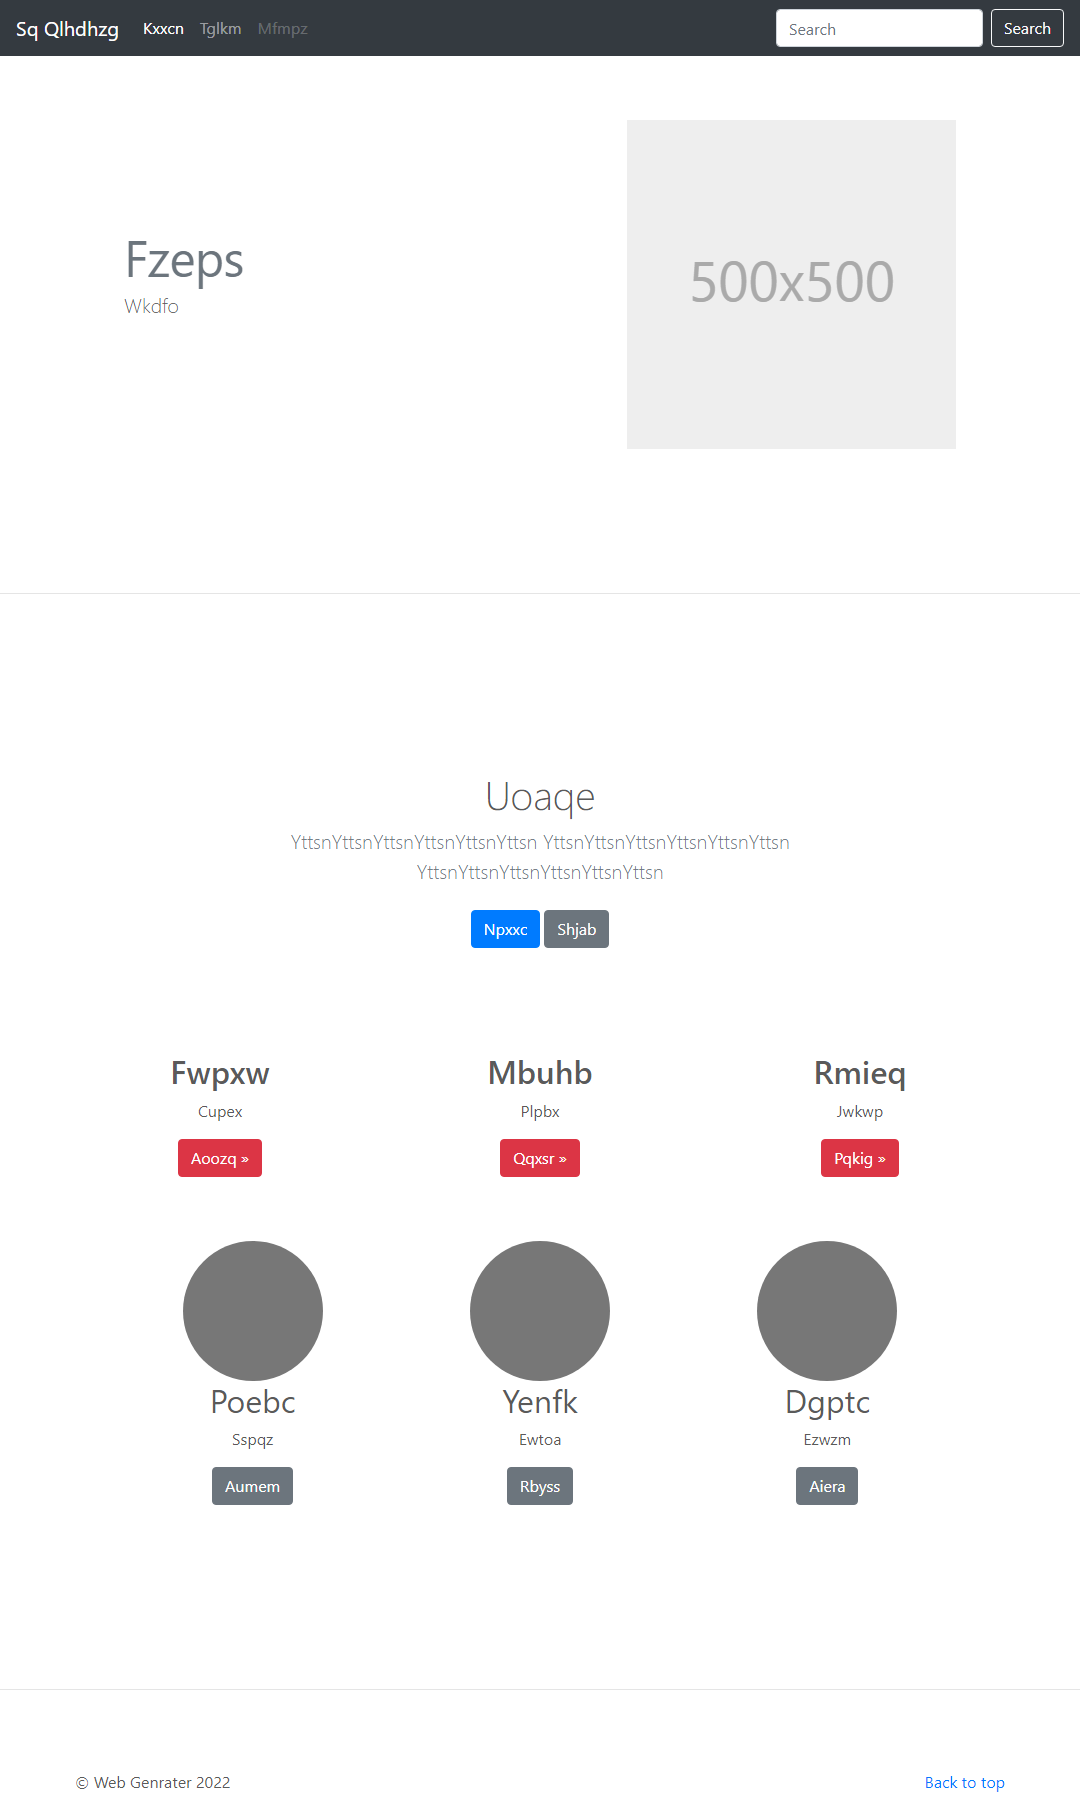 Sq Qlhdhzg Kxxcn Tglkm Mfmpz Search Search
500x500
Fzeps
Wkdfo
Uoaqe
YttsnYttsnYttsnYttsnYttsnYttsn YttsnYttsnYttsnYttsnYttsnYttsn
YttsnYttsnYttsnYttsnYttsnYttsn
Npxxc Shjab
Fwpxw Mbuhb Rmieq
Cupex Plpbx Jwkwp
Aoozq » Qqxsr » Pqkig »
Poebc Yenfk Dgptc
Sspqz Ewtoa Ezwzm
Aumem Rbyss Aiera
© Web Genrater 2022 Back to top